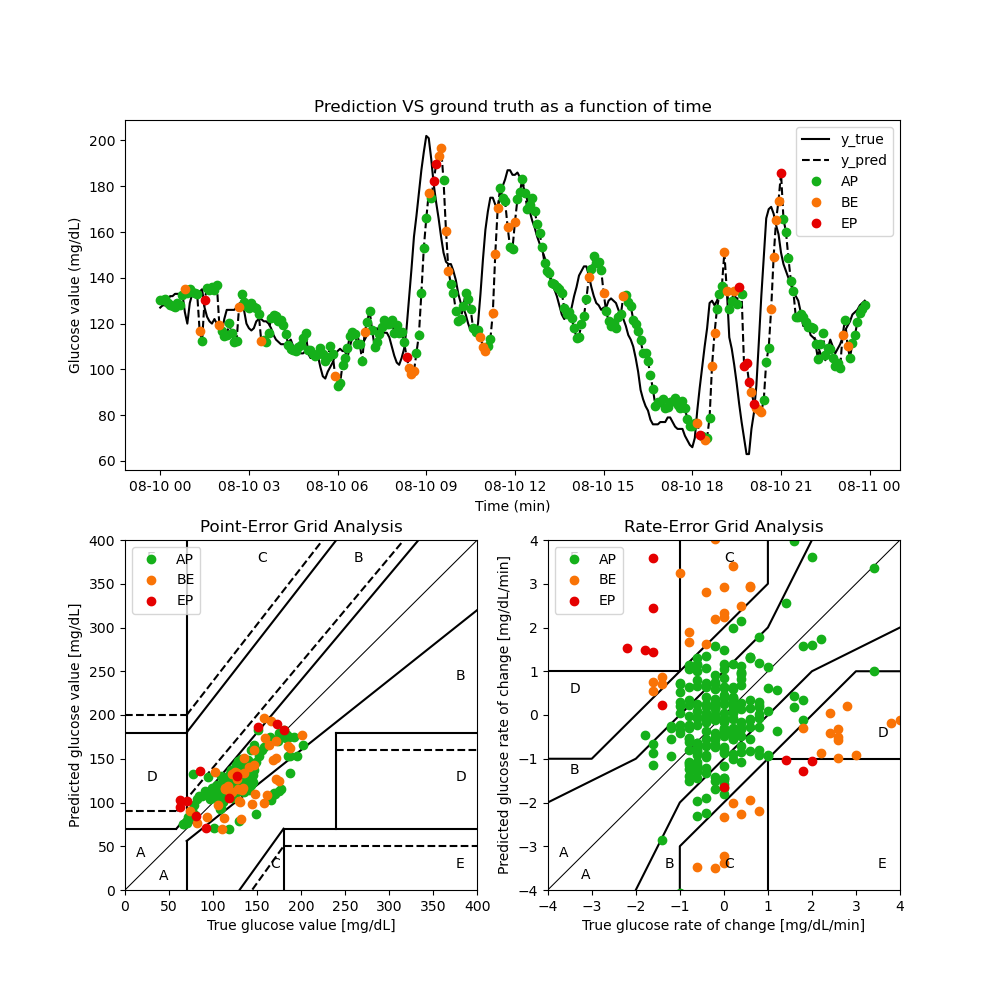 Prediction VS ground truth as a function of time
Glucose value (mg/dL)
200
180
160
140
120
100
80
60
y_true
y_pred
AP
BE
EP
08-10 00 08-10 03 08-10 06 08-10 09 08-10 12 08-10 15 08-10 18 08-10 21 08-11 00
Time (min)
Point-Error Grid Analysis
Predicted glucose value [mg/dL]
400
350
300
250
200
150
100
50
0
AP
BE
EP
C
B
B
D
D
A
A
C
E
0 50 100 150 200 250 300 350 400
True glucose value [mg/dL]
Rate-Error Grid Analysis
Predicted glucose rate of change [mg/dL/min]
4
3
2
1
0
−1
−2
−3
−4
AP
BE
EP
C
D
D
B
A
A
B
C
E
−4 −3 −2 −1 0 1 2 3 4
True glucose rate of change [mg/dL/min]